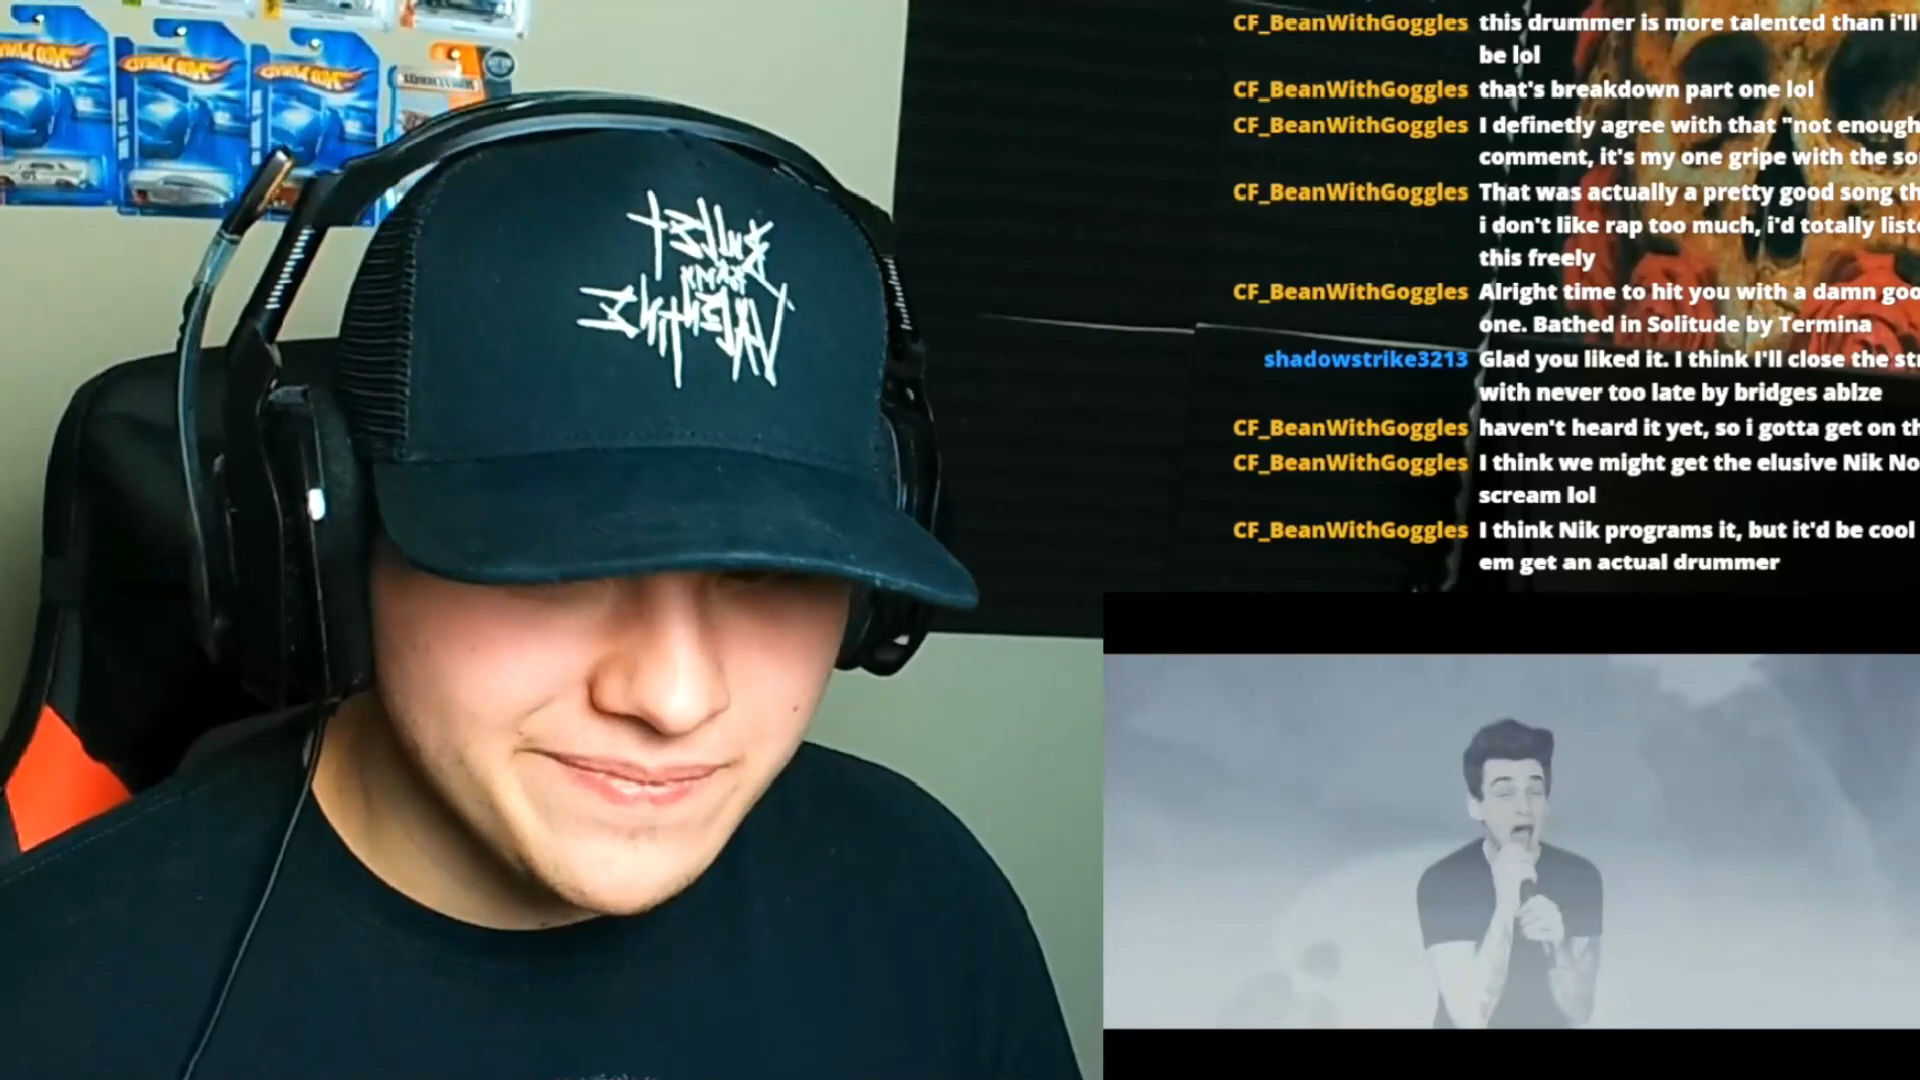 CF_BeanWithGoggles this drummer is more talented than i'll
be lol
CF_BeanWithGoggles that's breakdown part one lol
CF_BeanWithGoggles I definetly agree with that "not enough
comment, it's my one gripe with the so
CF_BeanWithGoggles That was actually a pretty good song th
i don't like rap too much, i'd totally liste
this freely
CF_BeanWithGoggles Alright time to hit you with a damn goo
one. Bathed in Solitude by Termina
shadowstrike3213 Glad you liked it. I think I'll close the str
with never too late by bridges ablze
CF_BeanWithGoggles haven't heard it yet, so i gotta get on th
CF_BeanWithGoggles I think we might get the elusive Nik No
scream lol
CF_BeanWithGoggles I think Nik programs it, but it'd be cool
em get an actual drummer
Bullet
For My
Valentine